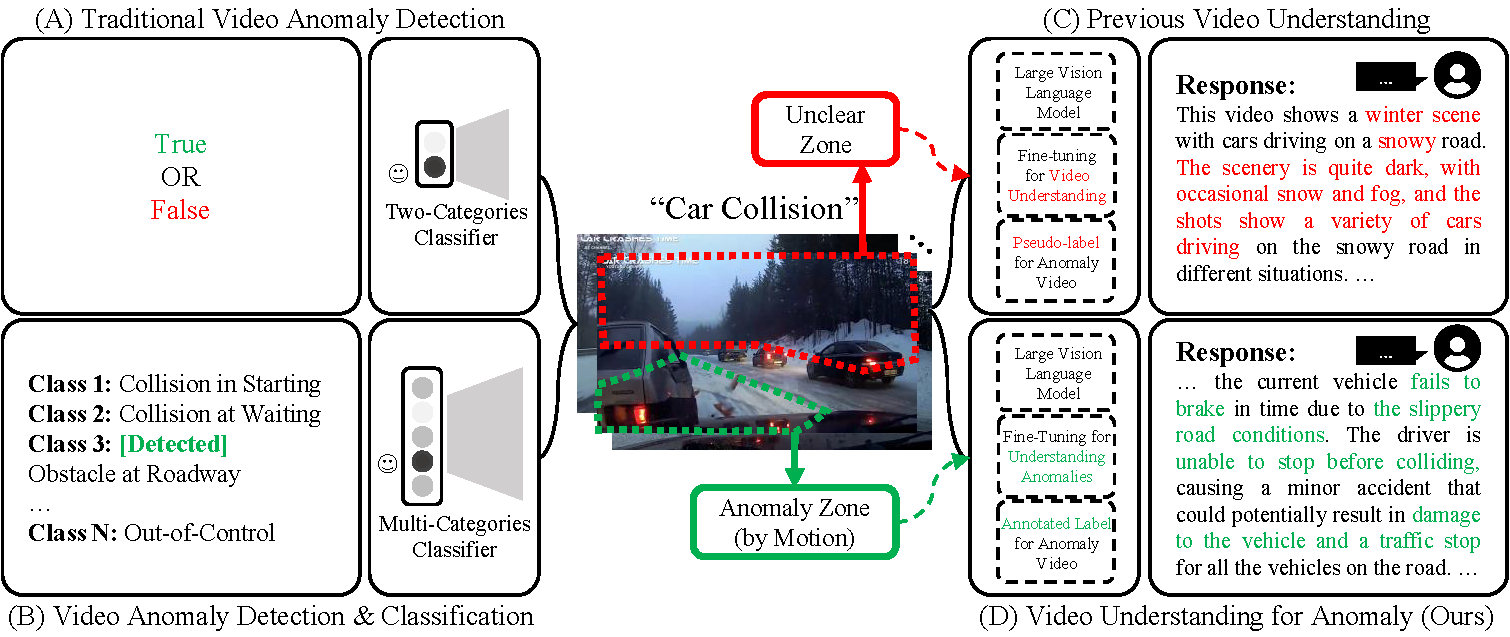 (A) Traditional Video Anomaly Detection
True
OR
False
Two-Categories
Classifier
Class 1: Collision in Starting
Class 2: Collision at Waiting
Class 3: [Detected]
Obstacle at Roadway
…
Class N: Out-of-Control
Multi-Categories
Classifier
(B) Video Anomaly Detection & Classification
Unclear
Zone
“Car Collision”
CAR CRASHES TIME
CAR CRASHES TIME
Anomaly Zone
(by Motion)
(C) Previous Video Understanding
Large Vision
Language
Model
Fine-tuning
for Video
Understanding
Pseudo-label
for Anomaly
Video
...
Response:
This video shows a winter scene
with cars driving on a snowy road.
The scenery is quite dark, with
occasional snow and fog, and the
shots show a variety of cars
driving on the snowy road in
different situations. …
Large Vision
Language
Model
Fine-Tuning for
Understanding
Anomalies
Annotated Label
for Anomaly
Video
...
Response:
… the current vehicle fails to
brake in time due to the slippery
road conditions. The driver is
unable to stop before colliding,
causing a minor accident that
could potentially result in damage
to the vehicle and a traffic stop
for all the vehicles on the road. …
(D) Video Understanding for Anomaly (Ours)